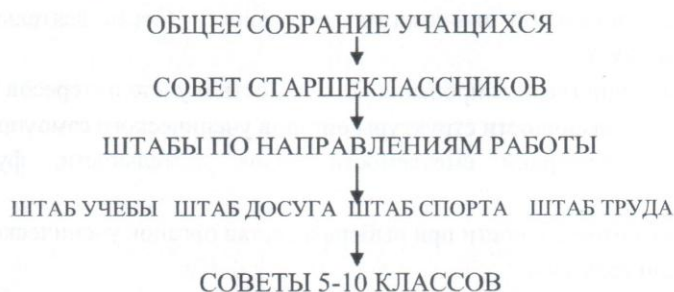 ОБЩЕЕ СОБРАНИЕ УЧАЩИХСЯ
СОВЕТ СТАРШЕКЛАССНИКОВ
ШТАБЫ ПО НАПРАВЛЕНИЯМ РАБОТЫ
ШТАБ УЧЕБЫ ШТАБ ДОСУГА ШТАБ СПОРТА ШТАБ ТРУДА
СОВЕТЫ 5-10 КЛАССОВ